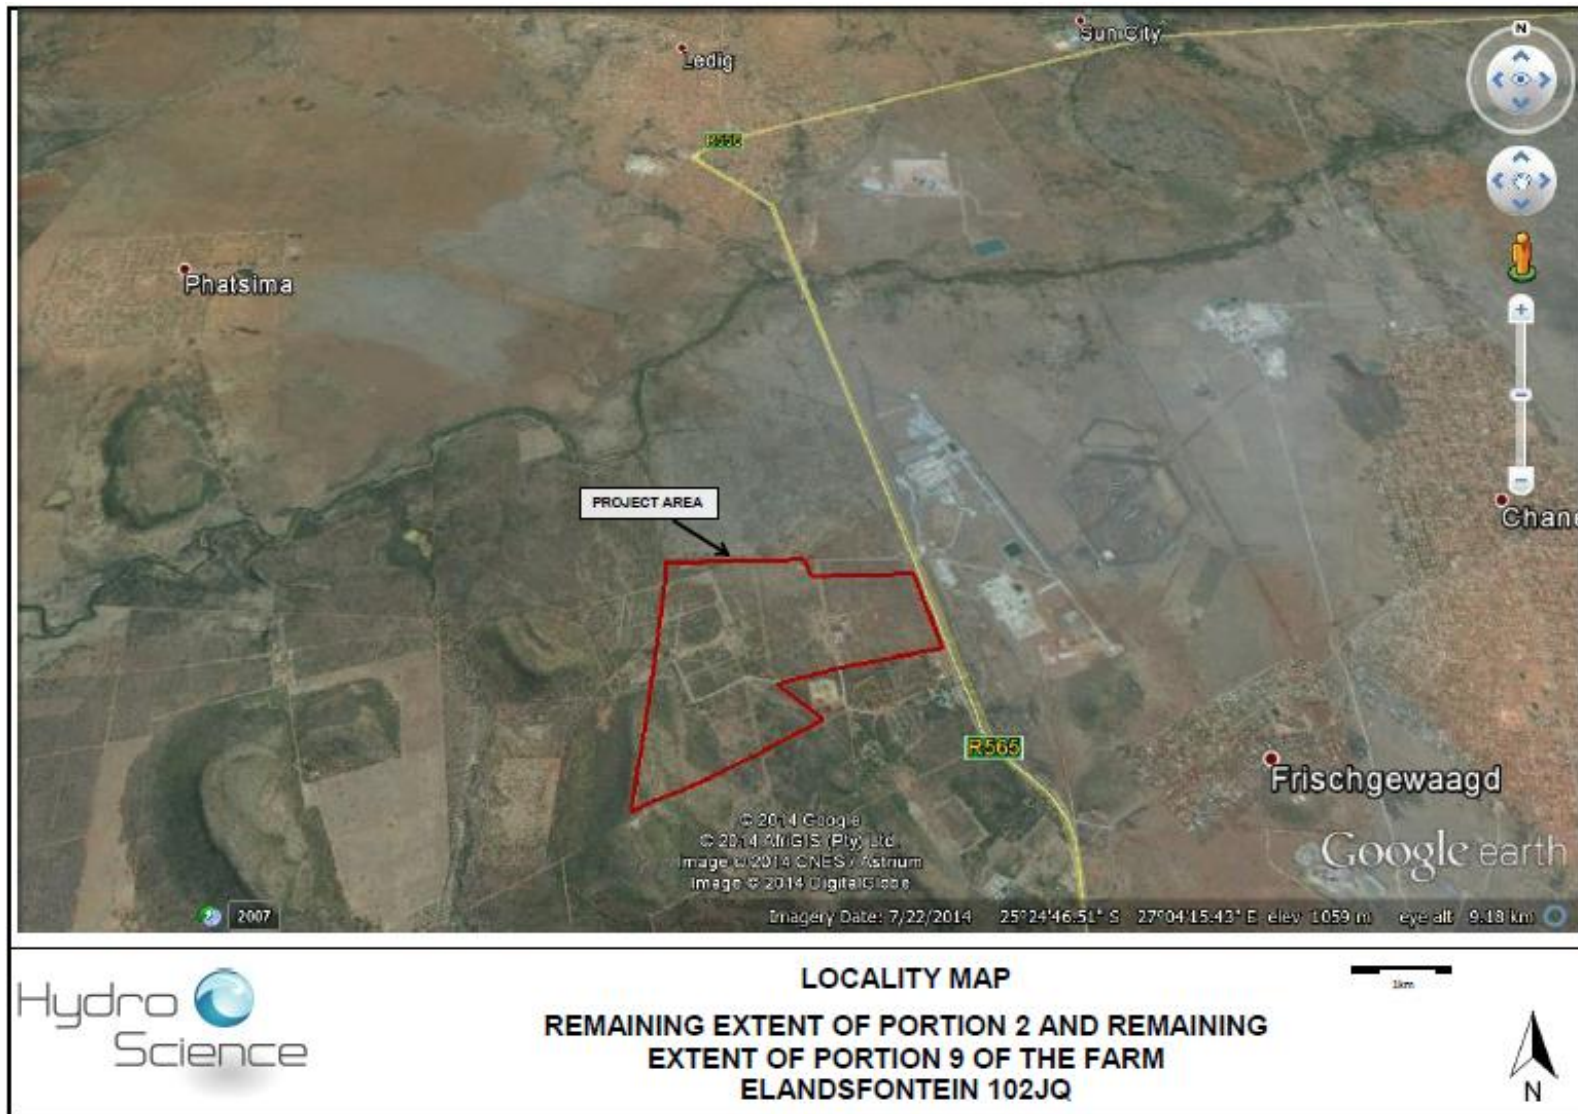 Sun City
N
Ledig
R556
Phatsima
PROJECT AREA
Chane
R565
Frischgewaagd
© 2014 Google
© 2014 AfriGIS (Pty) Ltd.
Image © 2014 CNES / Astrium
Image © 2014 DigitalGlobe
Google earth
2007
Imagery Date: 7/22/2014 25°24'46.51" S 27°04'15.43" E elev 1059 m eye alt 9.18 km
LOCALITY MAP
1km
REMAINING EXTENT OF PORTION 2 AND REMAINING
EXTENT OF PORTION 9 OF THE FARM
ELANDSFONTEIN 102JQ
Hydro
Science
N